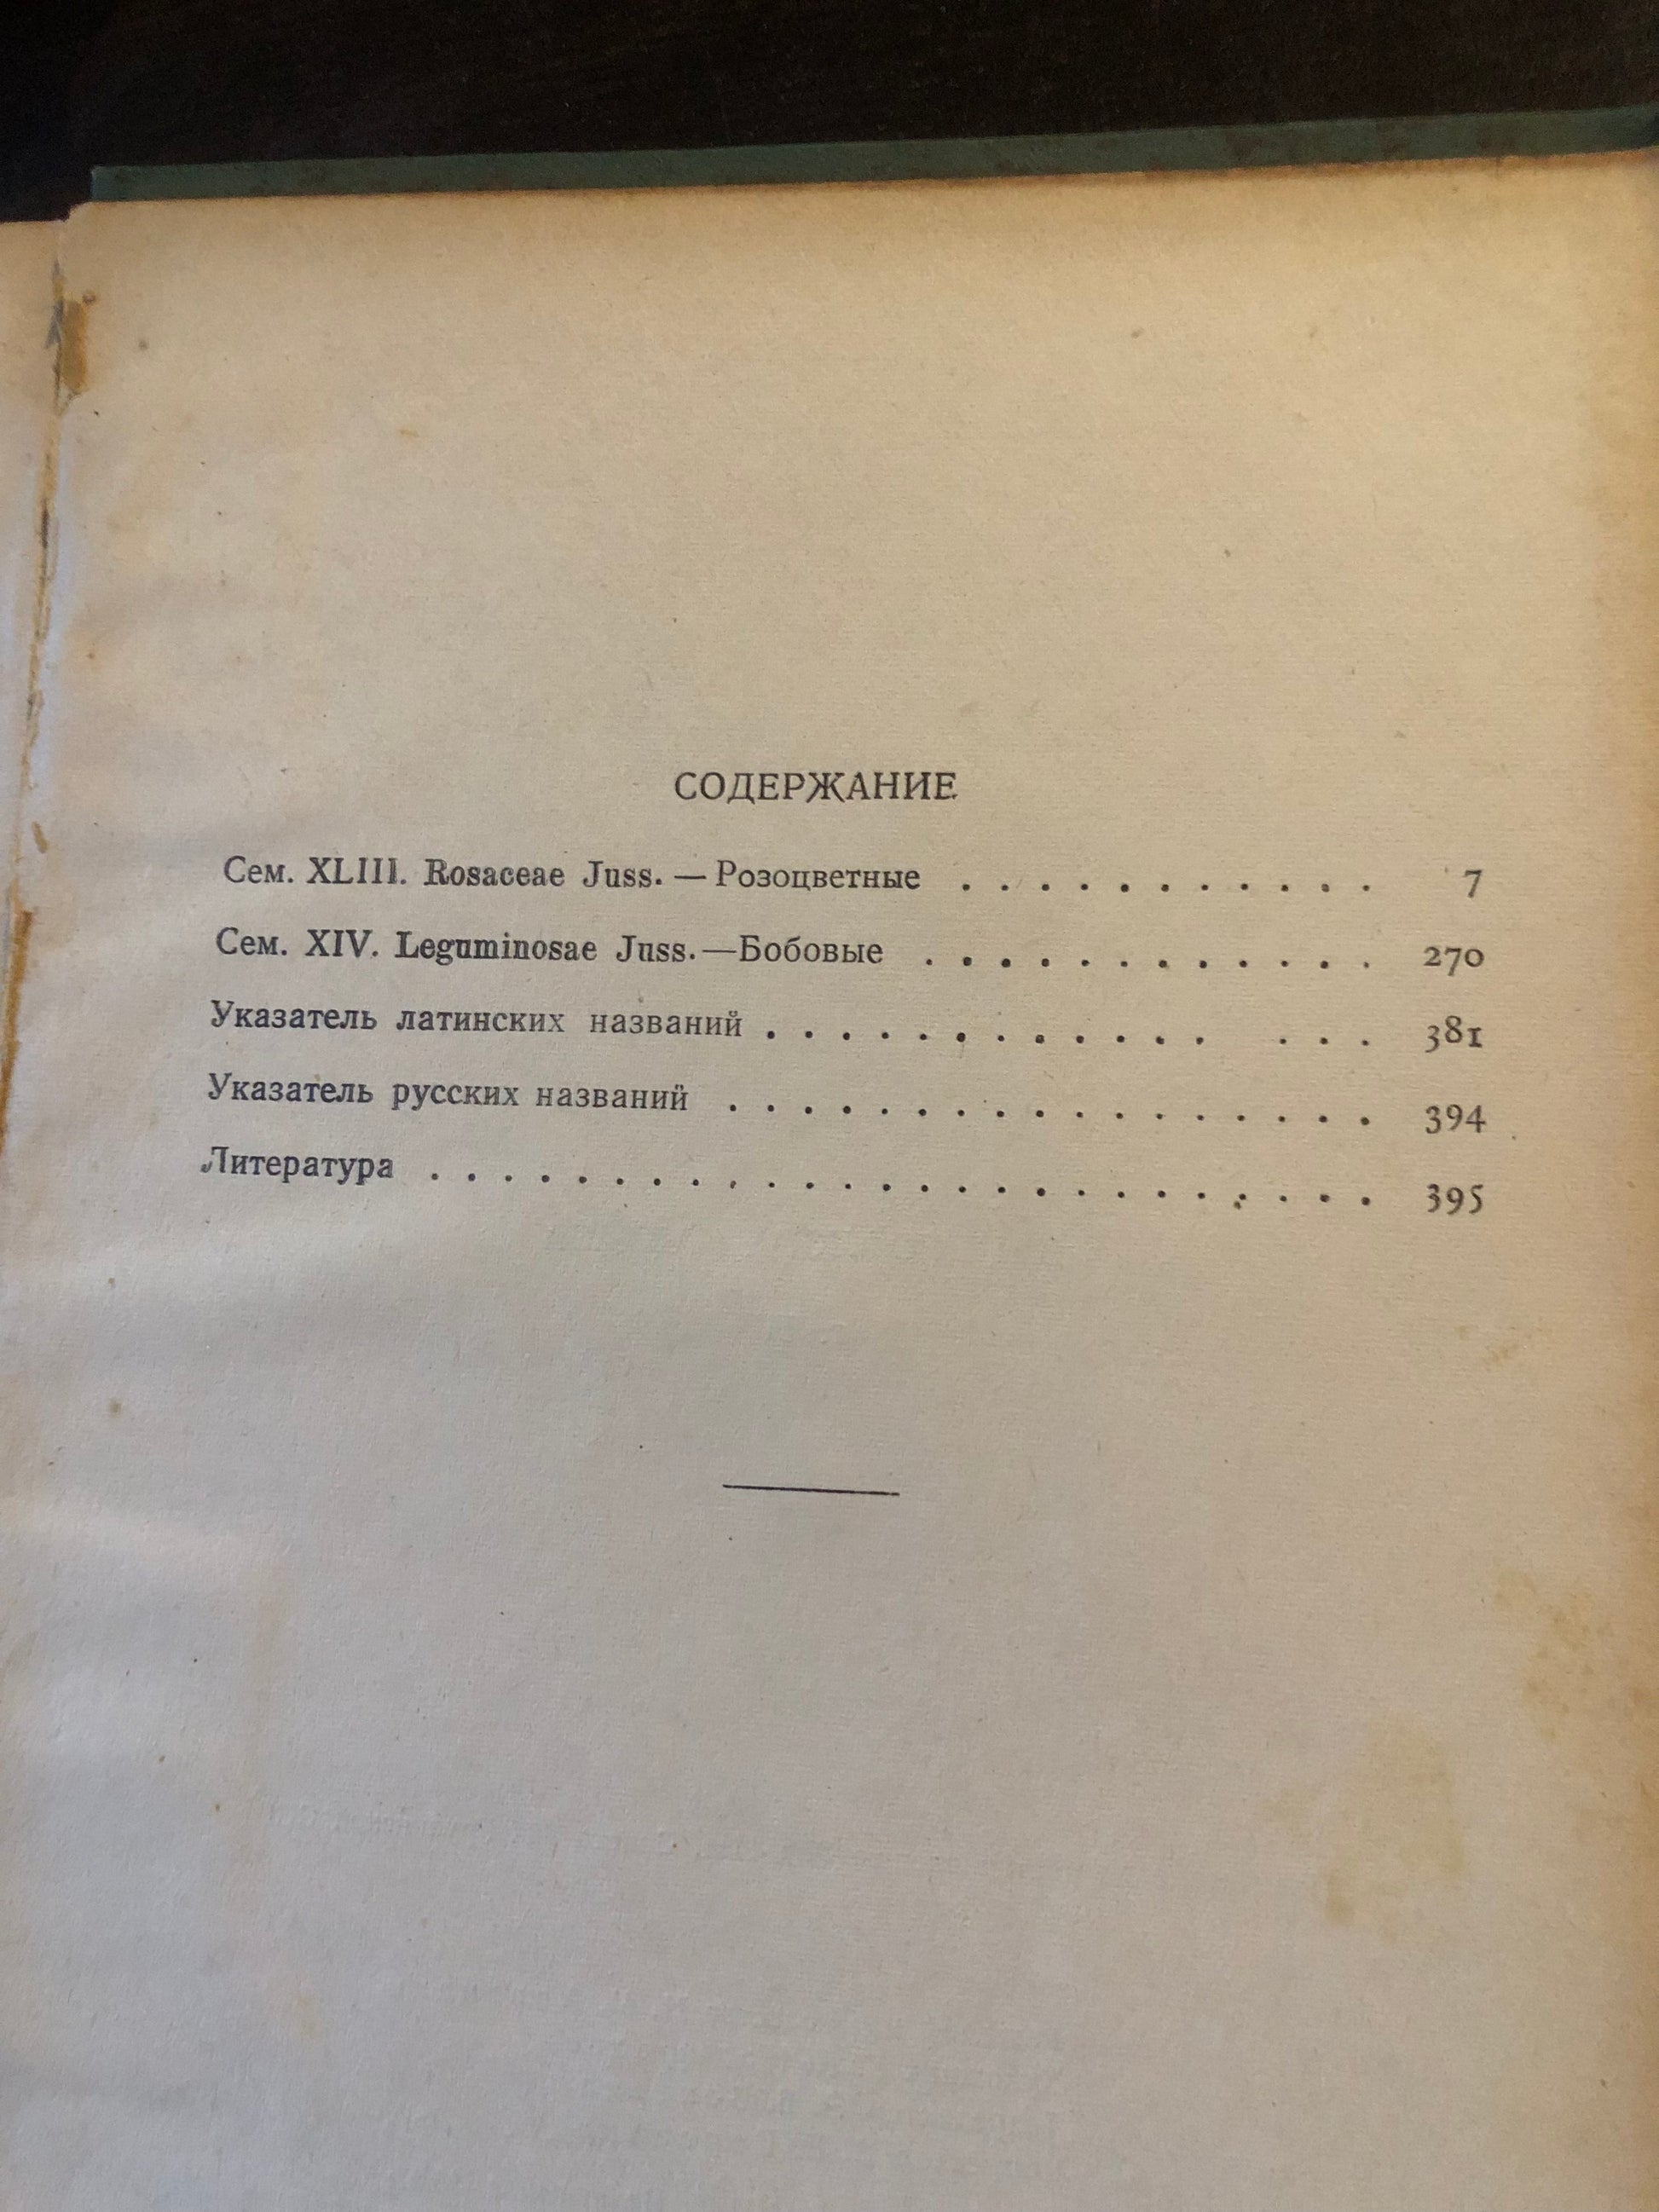 СОДЕРЖАНИЕ
Сем. XLIII. Rosaceae Juss. — Розоцветные . . . . . . . . . . . 7
Сем. XIV. Leguminosae Juss.—Бобовые . . . . . . . . . . . . 270
Указатель латинских названий . . . . . . . . . . . . . . . 381
Указатель русских названий . . . . . . . . . . . . . . . . . 394
Литература . . . . . . . . . . . . . . . . . . . . . . . . . 395